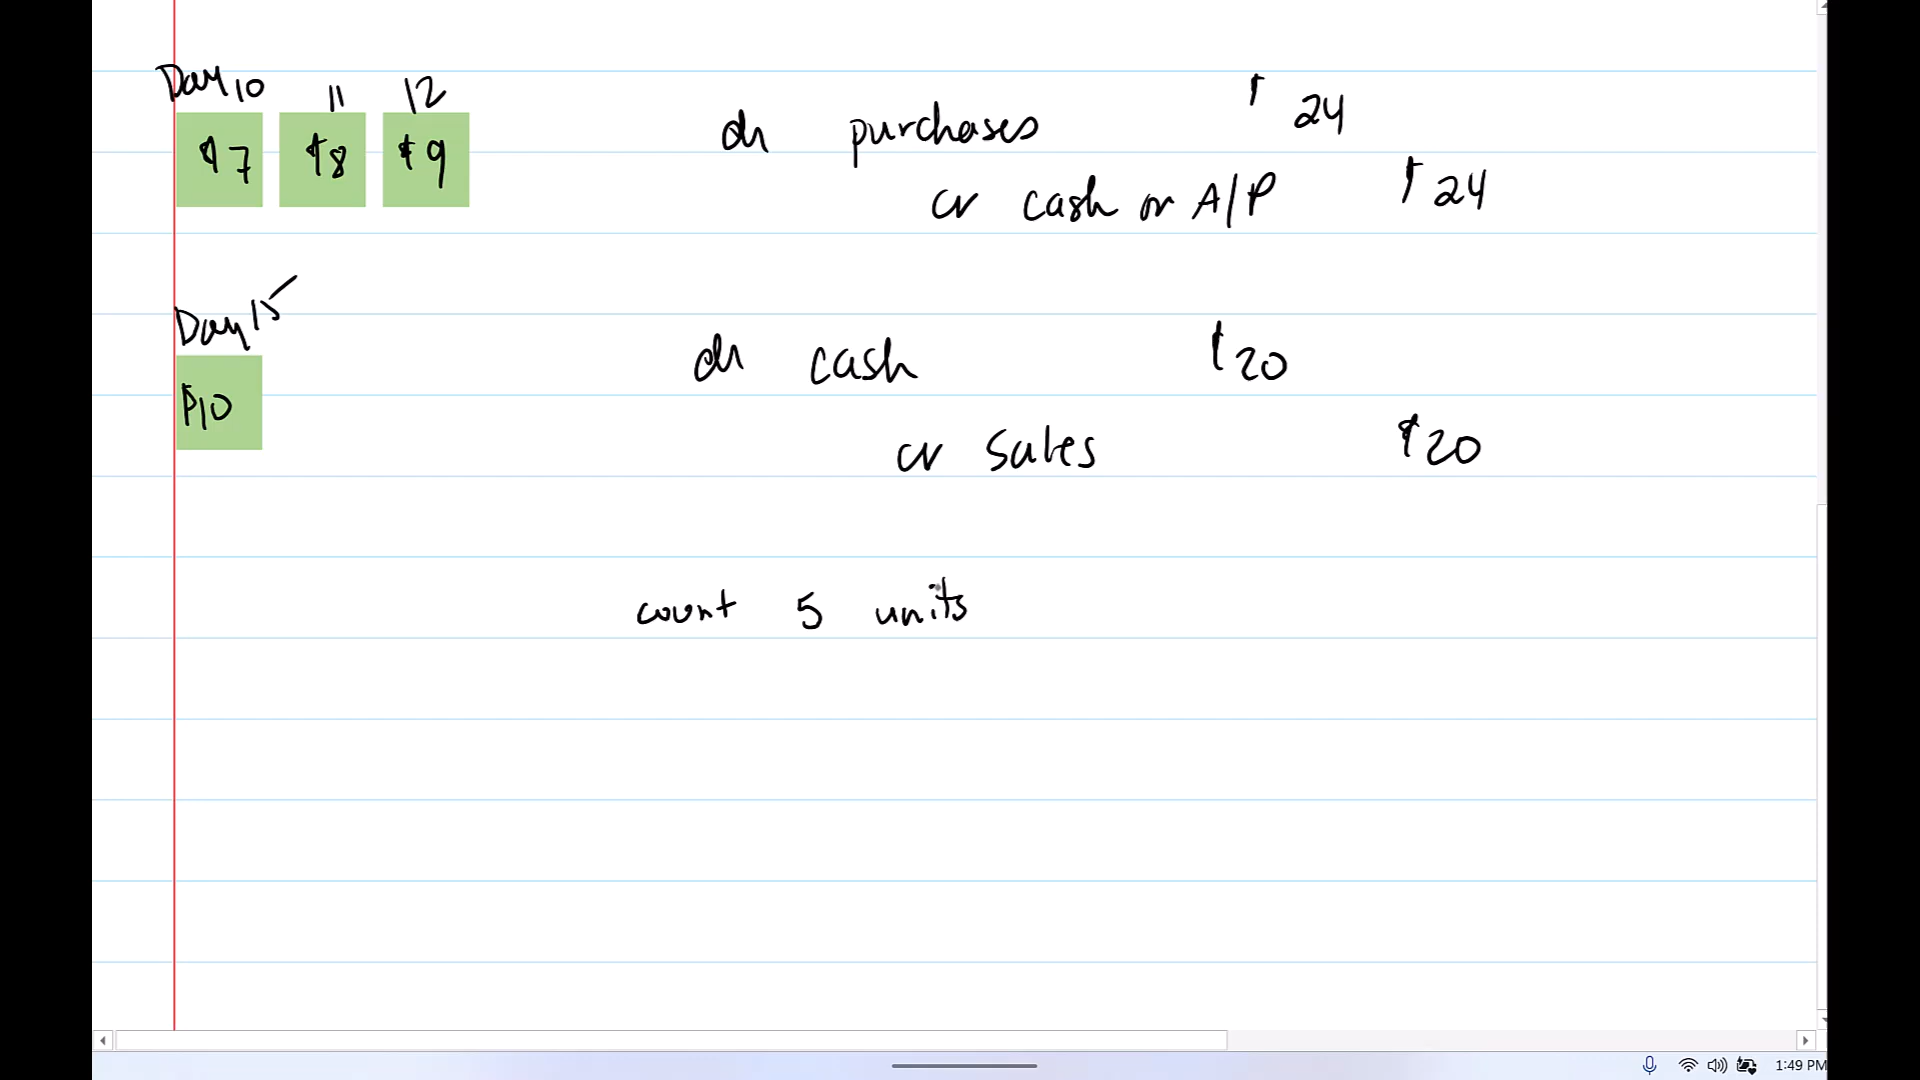 Day 10 11 12
$7 $8 $9
dr purchases $24
cr cash or A/P $24
Day 15
$10
dr cash $20
cr sales $20
count 5 units
1:49 PM